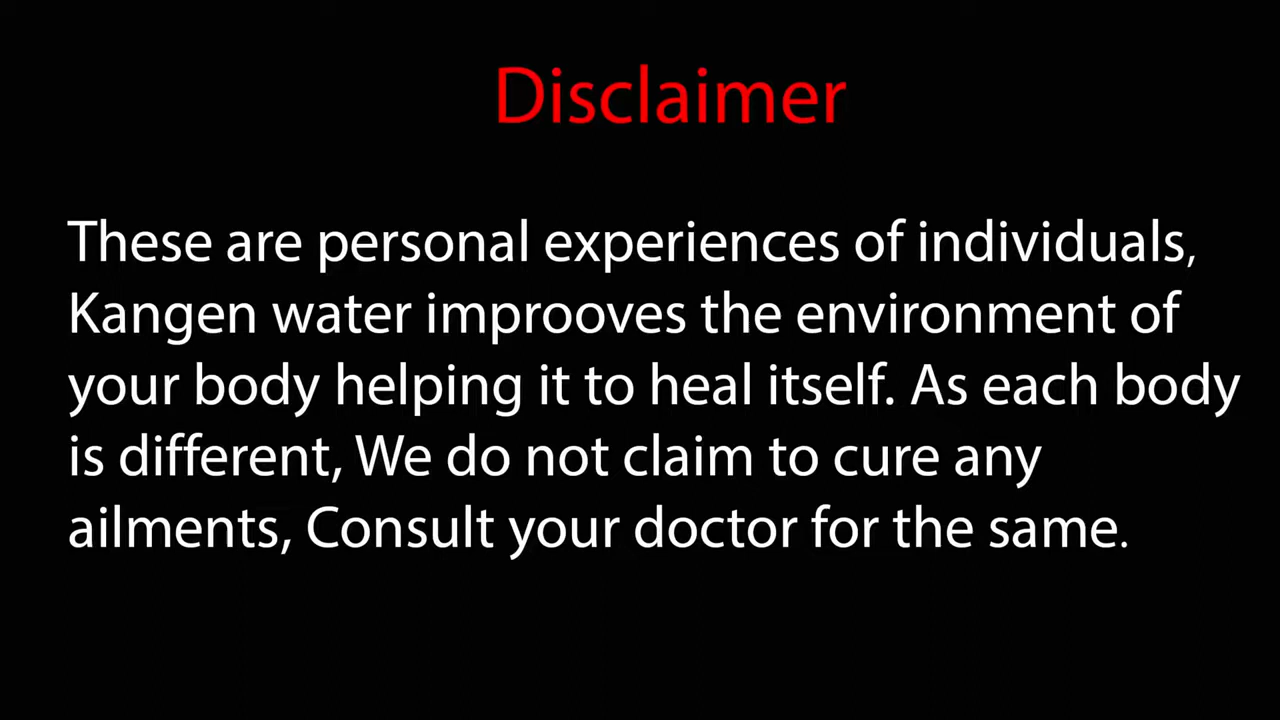 Disclaimer
These are personal experiences of individuals,
Kangen water improoves the environment of
your body helping it to heal itself. As each body
is different, We do not claim to cure any
ailments, Consult your doctor for the same.